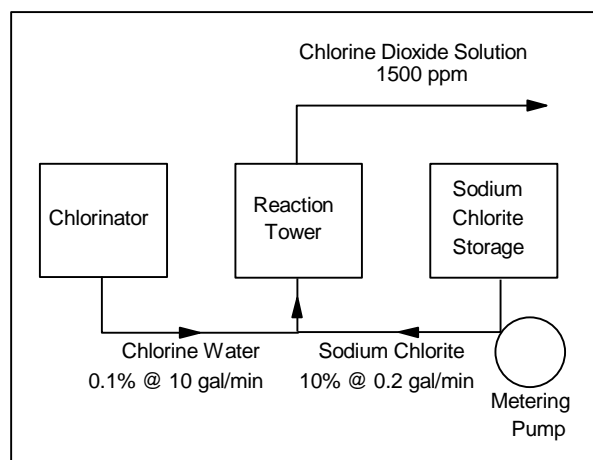 Chlorine Dioxide Solution
1500 ppm
Chlorinator
Reaction
Tower
Sodium
Chlorite
Storage
Chlorine Water
0.1% @ 10 gal/min
Sodium Chlorite
10% @ 0.2 gal/min
Metering
Pump